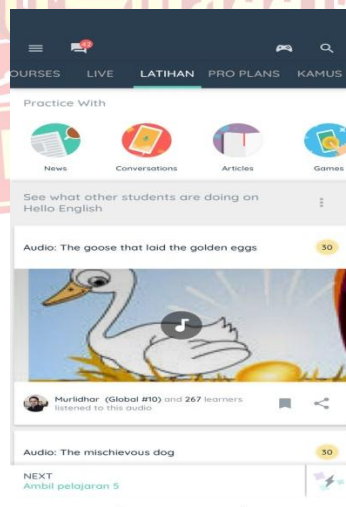 OURSES LIVE LATIHAN PRO PLANS KAMUS
Practice With
News Conversations Articles Games
See what other students are doing on
Hello English
Audio: The goose that laid the golden eggs 30
Murlidhar (Global #10) and 267 learners
listened to this audio
Audio: The mischievous dog 30
NEXT
Ambil pelajaran 5